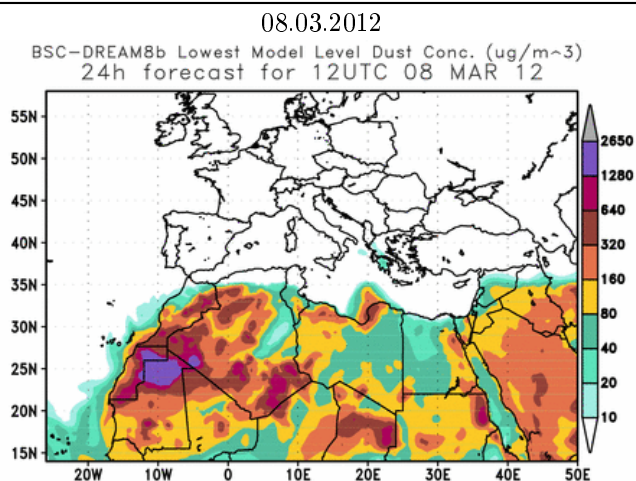 08.03.2012
BSC-DREAM8b Lowest Model Level Dust Conc. (ug/m^3)
24h forecast for 12UTC 08 MAR 12
55N
50N
45N
40N
35N
30N
25N
20N
15N
20W 10W 0 10E 20E 30E 40E 50E
2650
1280
640
320
160
80
40
20
10